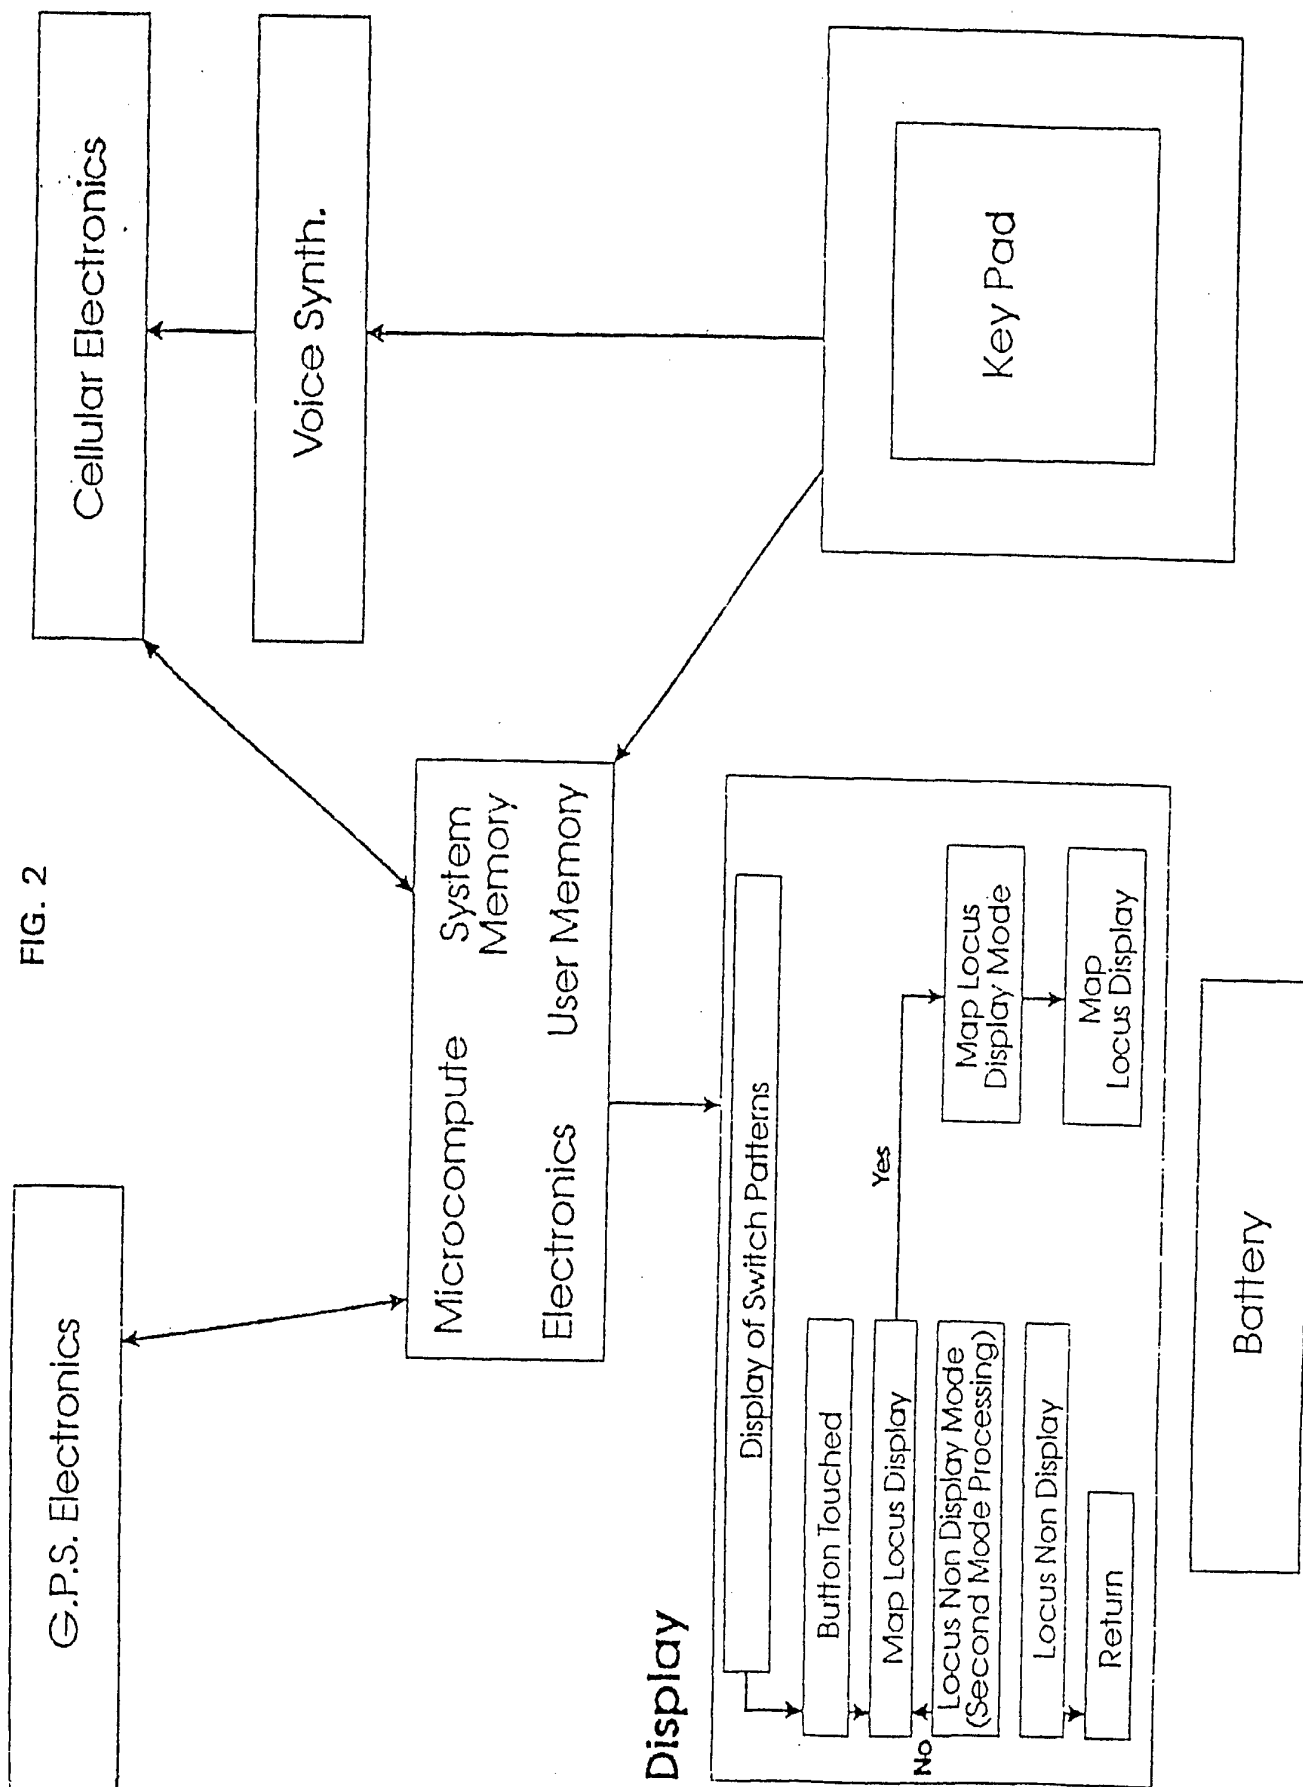 FIG. 2
G.P.S. Electronics
Cellular Electronics
Voice Synth.
Microcompute
System
Memory
Electronics
User Memory
Key Pad
Display
Display of Switch Patterns
Button Touched
Map Locus Display
Yes
No
Locus Non Display Mode
(Second Mode Processing)
Map Locus
Display Mode
Locus Non Display
Map
Locus Display
Return
Battery